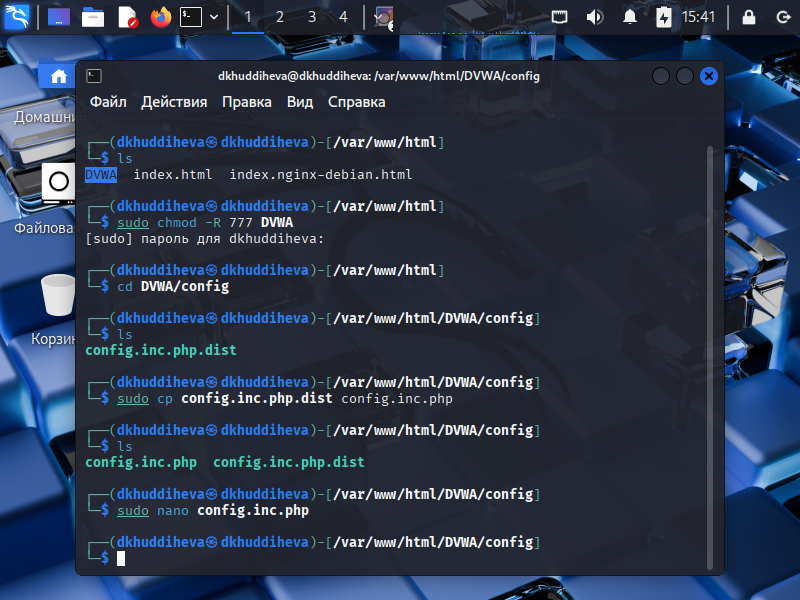 1 2 3 4 15:41
dkhuddiheva@dkhuddiheva: /var/www/html/DVWA/config
Файл Действия Правка Вид Справка
┌──(dkhuddiheva㉿dkhuddiheva)-[/var/www/html]
└─$ ls
DVWA index.html index.nginx-debian.html
┌──(dkhuddiheva㉿dkhuddiheva)-[/var/www/html]
└─$ sudo chmod -R 777 DVWA
[sudo] пароль для dkhuddiheva:
┌──(dkhuddiheva㉿dkhuddiheva)-[/var/www/html]
└─$ cd DVWA/config
┌──(dkhuddiheva㉿dkhuddiheva)-[/var/www/html/DVWA/config]
└─$ ls
config.inc.php.dist
┌──(dkhuddiheva㉿dkhuddiheva)-[/var/www/html/DVWA/config]
└─$ sudo cp config.inc.php.dist config.inc.php
┌──(dkhuddiheva㉿dkhuddiheva)-[/var/www/html/DVWA/config]
└─$ ls
config.inc.php config.inc.php.dist
┌──(dkhuddiheva㉿dkhuddiheva)-[/var/www/html/DVWA/config]
└─$ sudo nano config.inc.php
┌──(dkhuddiheva㉿dkhuddiheva)-[/var/www/html/DVWA/config]
└─$
Домашни
Файлова
Корзин